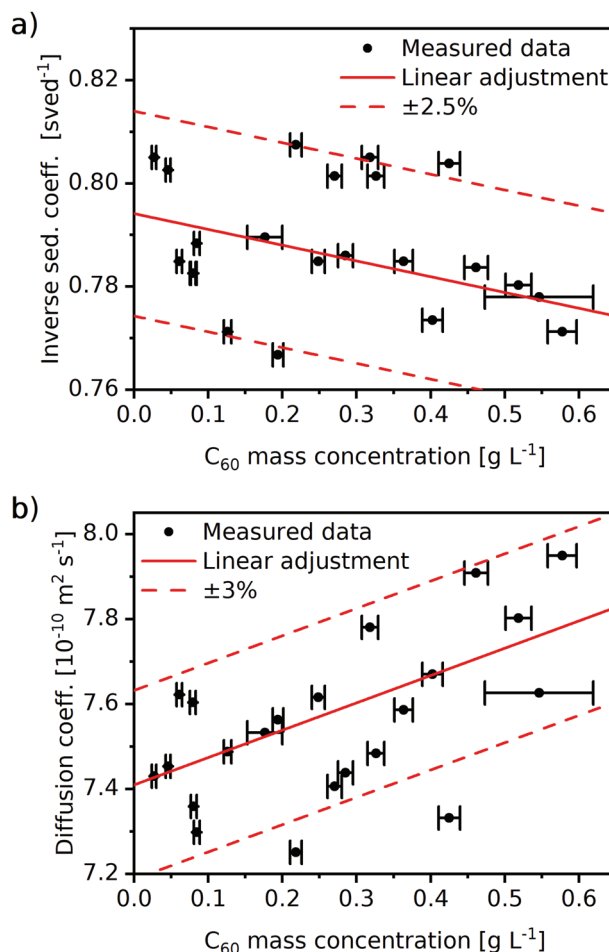 a)
Measured data
Linear adjustment
±2.5%
Inverse sed. coeff. [sved⁻¹]
0.82
0.80
0.78
0.76
0.0 0.1 0.2 0.3 0.4 0.5 0.6
C₆₀ mass concentration [g L⁻¹]
b)
Measured data
Linear adjustment
±3%
Diffusion coeff. [10⁻¹⁰ m² s⁻¹]
8.0
7.8
7.6
7.4
7.2
0.0 0.1 0.2 0.3 0.4 0.5 0.6
C₆₀ mass concentration [g L⁻¹]